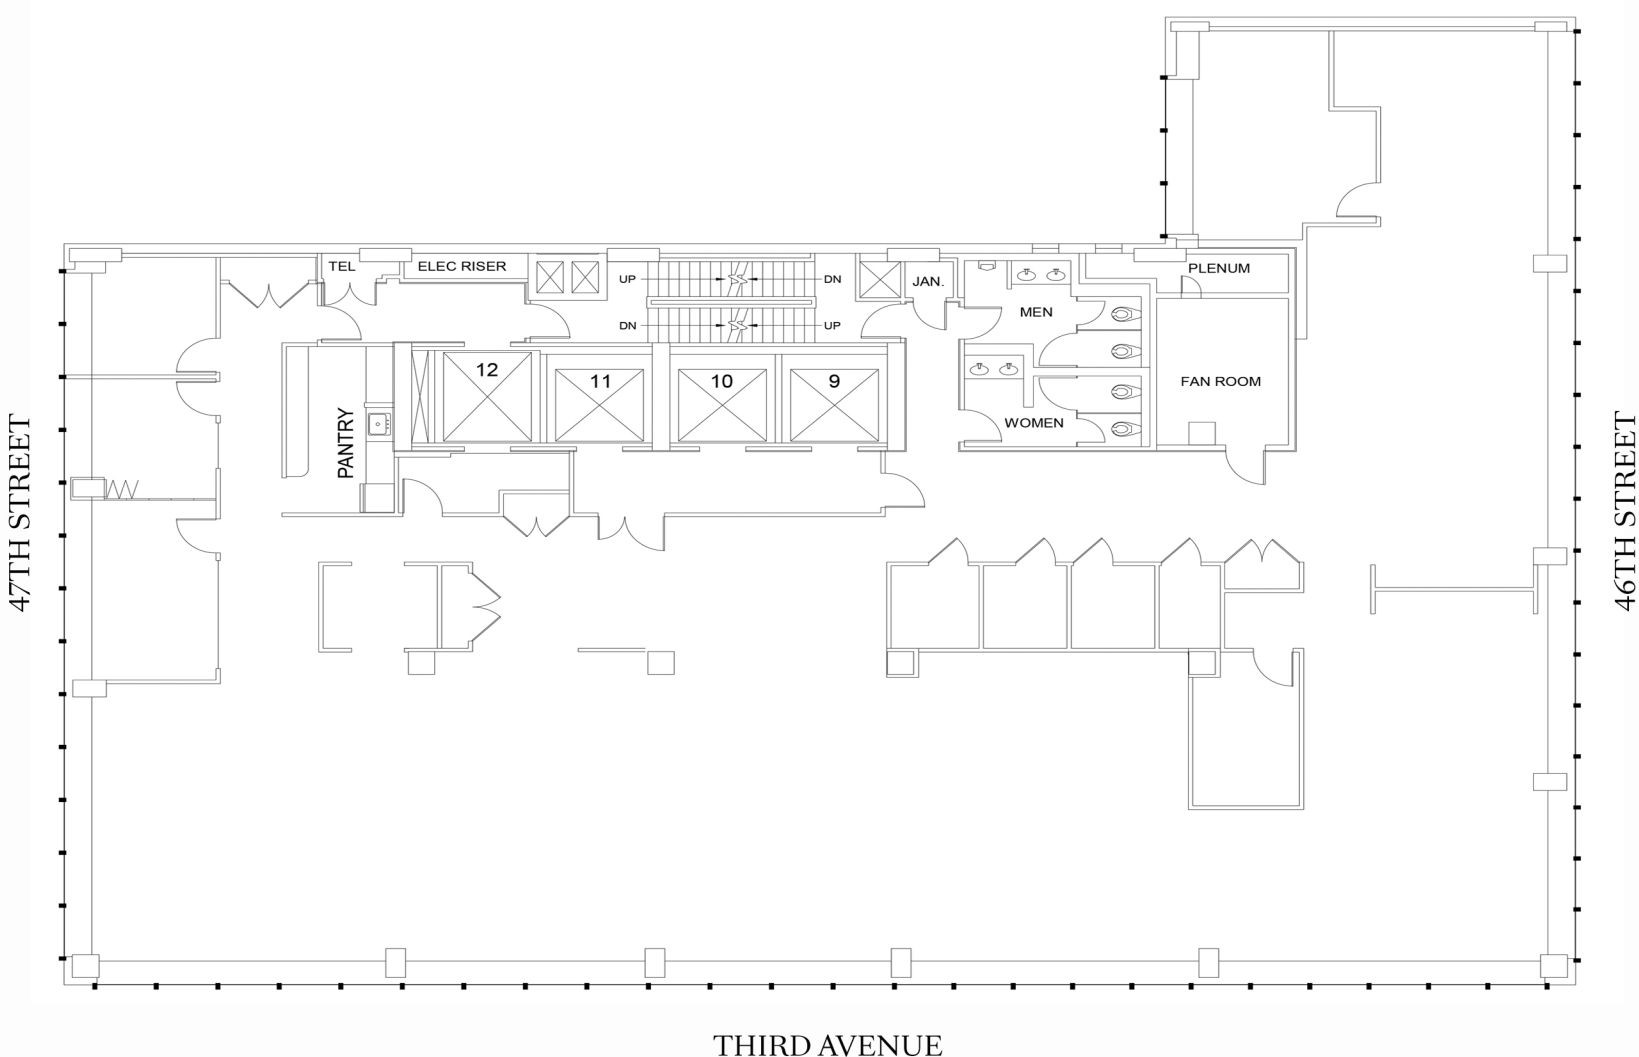 TEL
ELEC RISER
UP
DN
JAN.
PLENUM
MEN
DN
UP
12
11
10
9
FAN ROOM
PANTRY
WOMEN
47TH STREET
46TH STREET
THIRD AVENUE